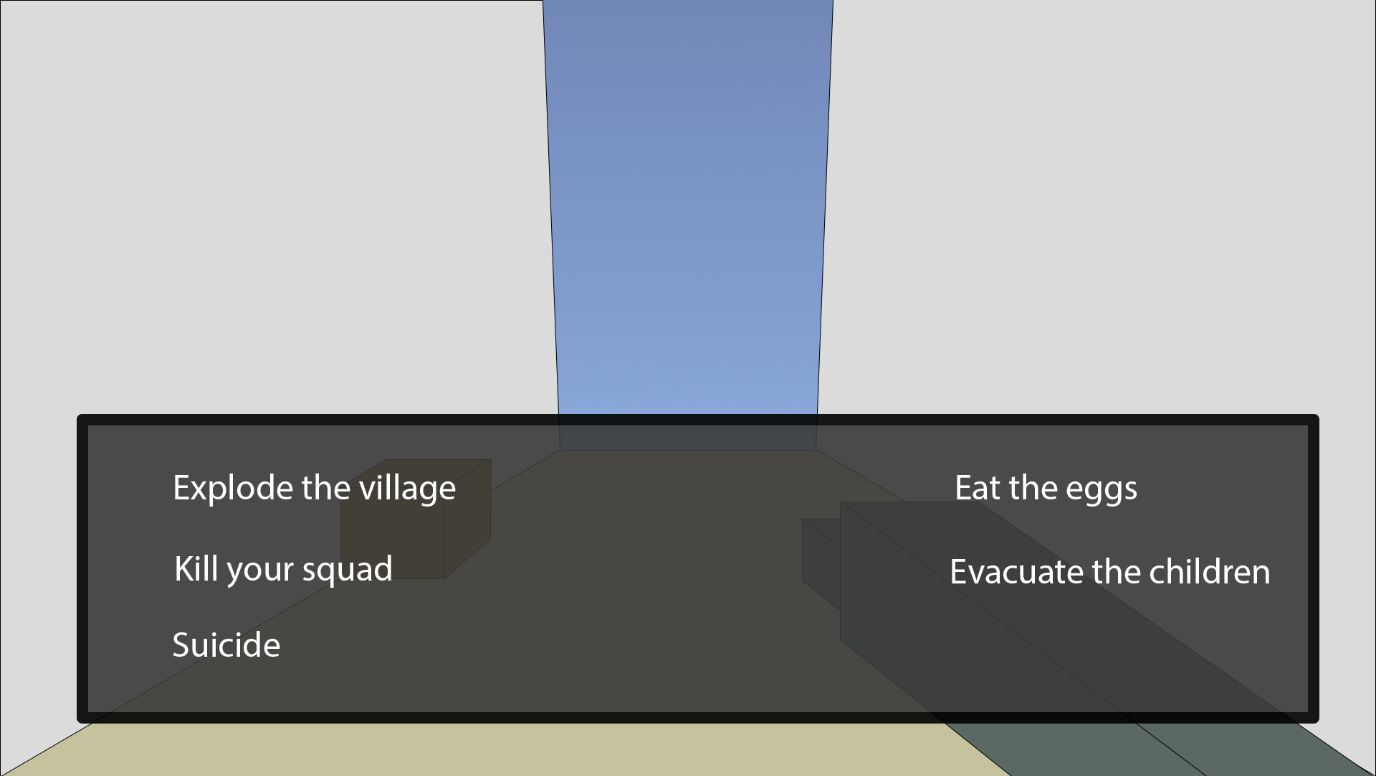 Explode the village
Kill your squad
Suicide
Eat the eggs
Evacuate the children